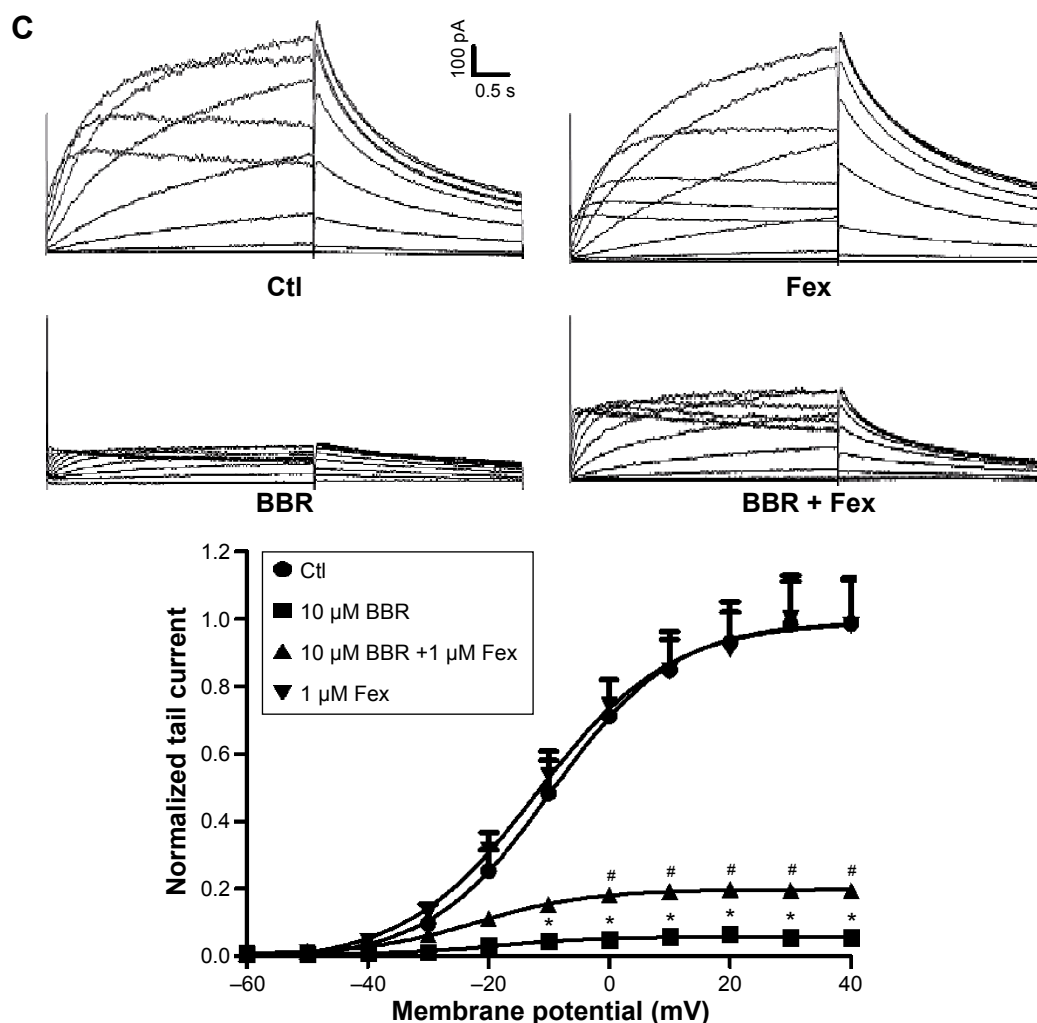 C
100 pA
0.5 s
Ctl
Fex
BBR
BBR + Fex
Normalized tail current
1.2
1.0
0.8
0.6
0.4
0.2
0.0
Ctl
10 µM BBR
10 µM BBR +1 µM Fex
1 µM Fex
# # # # #
* * * * * *
–60 –40 –20 0 20 40
Membrane potential (mV)